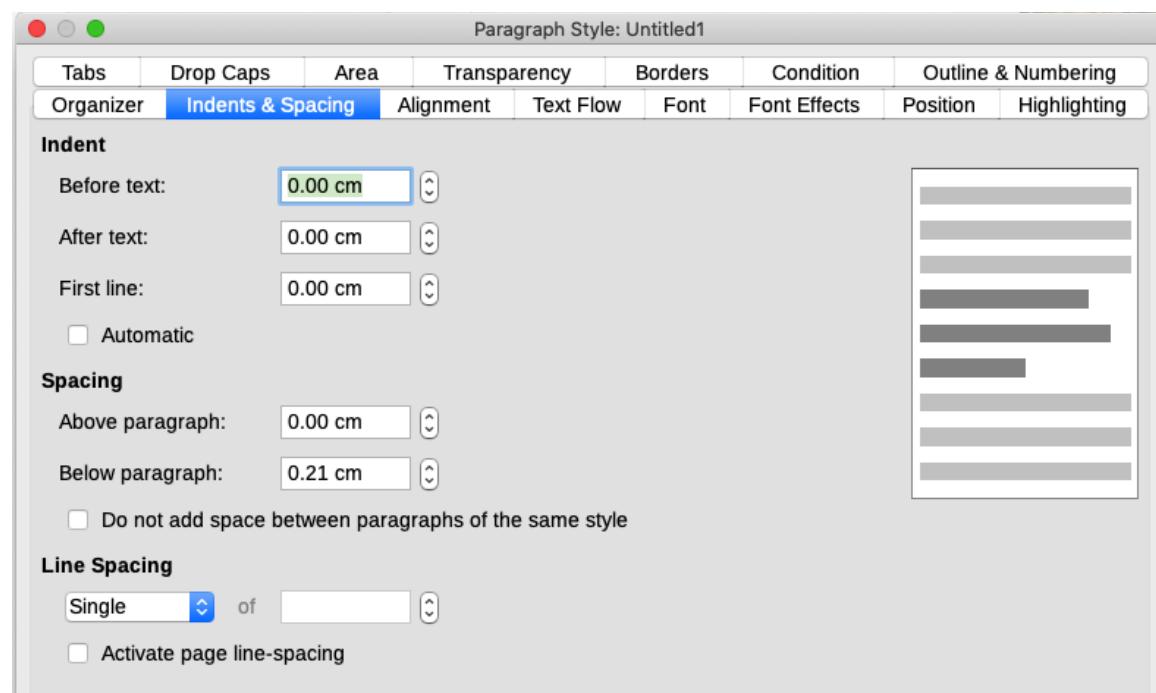 Paragraph Style: Untitled1
Tabs Drop Caps Area Transparency Borders Condition Outline & Numbering
Organizer Indents & Spacing Alignment Text Flow Font Font Effects Position Highlighting
Indent
Before text: 0.00 cm
After text: 0.00 cm
First line: 0.00 cm
Automatic
Spacing
Above paragraph: 0.00 cm
Below paragraph: 0.21 cm
Do not add space between paragraphs of the same style
Line Spacing
Single of
Activate page line-spacing